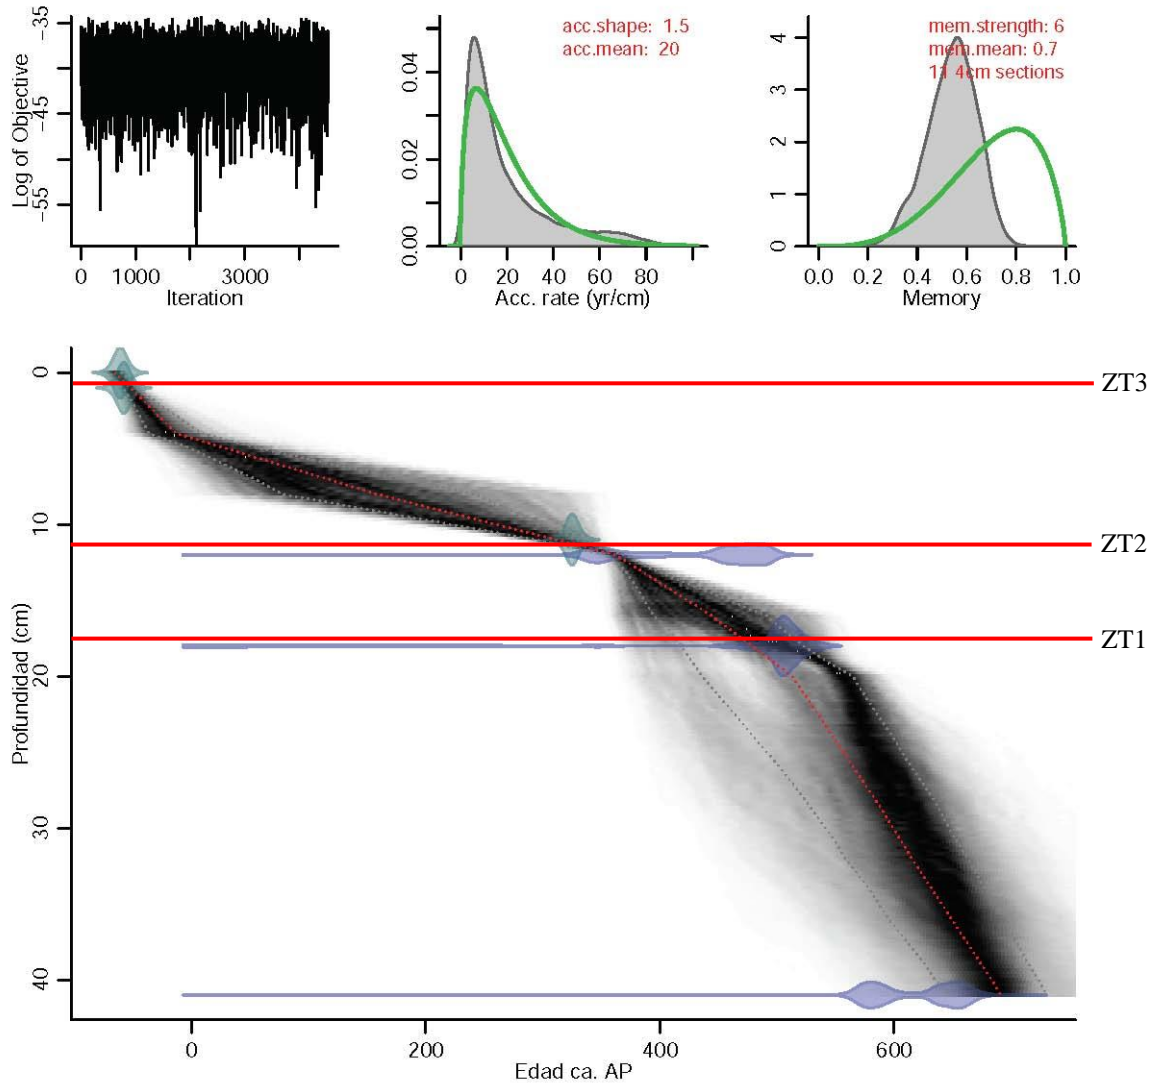 −35
−45
−55
Log of Objective
0 1000 3000
Iteration
acc.shape: 1.5
acc.mean: 20
0.04
0.02
0.00
0 20 40 60 80
Acc. rate (yr/cm)
mem.strength: 6
mem.mean: 0.7
11 4cm sections
4
3
2
1
0
0.0 0.2 0.4 0.6 0.8 1.0
Memory
0
10
20
30
40
Profundidad (cm)
ZT3
ZT2
ZT1
0 200 400 600
Edad ca. AP